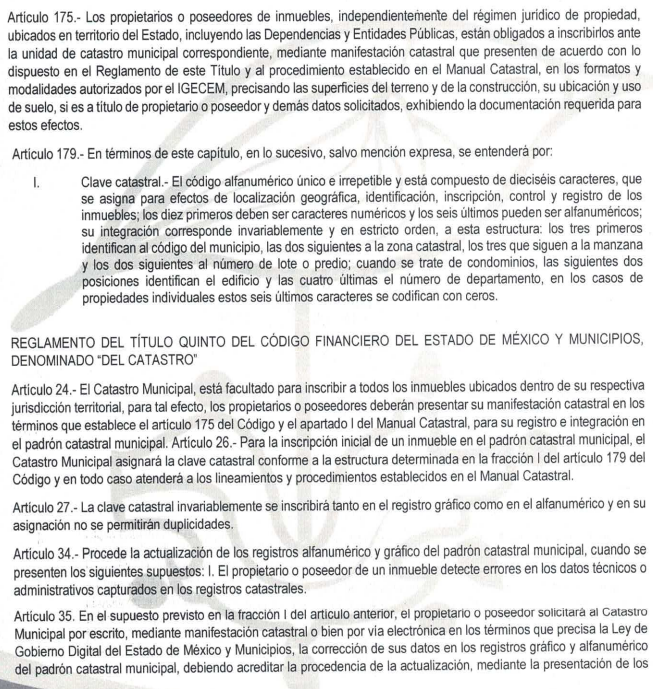 Articulo 175.- Los propietarios o poseedores de inmuebles, independientemente del régimen jurídico de propiedad,
ubicados en territorio del Estado, incluyendo las Dependencias y Entidades Públicas, están obligados a inscribirlos ante
la unidad de catastro municipal correspondiente, mediante manifestación catastral que presenten de acuerdo con lo
dispuesto en el Reglamento de este Título y al procedimiento establecido en el Manual Catastral, en los formatos y
modalidades autorizados por el IGECEM, precisando las superficies del terreno y de la construcción, su ubicación y uso
de suelo, si es a título de propietario o poseedor y demás datos solicitados, exhibiendo la documentación requerida para
estos efectos.
Articulo 179.- En términos de este capítulo, en lo sucesivo, salvo mención expresa, se entenderá por:
I. Clave catastral.- El código alfanumérico único e irrepetible y está compuesto de dieciséis caracteres, que
se asigna para efectos de localización geográfica, identificación, inscripción, control y registro de los
inmuebles; los diez primeros deben ser caracteres numéricos y los seis últimos pueden ser alfanuméricos;
su integración corresponde invariablemente y en estricto orden, a esta estructura: los tres primeros
identifican al código del municipio, las dos siguientes a la zona catastral, los tres que siguen a la manzana
y los dos siguientes al número de lote o predio; cuando se trate de condominios, las siguientes dos
posiciones identifican el edificio y las cuatro últimas el número de departamento, en los casos de
propiedades individuales estos seis últimos caracteres se codifican con ceros.
REGLAMENTO DEL TÍTULO QUINTO DEL CÓDIGO FINANCIERO DEL ESTADO DE MÉXICO Y MUNICIPIOS,
DENOMINADO "DEL CATASTRO"
Articulo 24.- El Catastro Municipal, está facultado para inscribir a todos los inmuebles ubicados dentro de su respectiva
jurisdicción territorial, para tal efecto, los propietarios o poseedores deberán presentar su manifestación catastral en los
términos que establece el artículo 175 del Código y el apartado I del Manual Catastral, para su registro e integración en
el padrón catastral municipal. Articulo 26.- Para la inscripción inicial de un inmueble en el padrón catastral municipal, el
Catastro Municipal asignará la clave catastral conforme a la estructura determinada en la fracción I del articulo 179 del
Código y en todo caso atenderá a los lineamientos y procedimientos establecidos en el Manual Catastral.
Artículo 27.- La clave catastral invariablemente se inscribirá tanto en el registro gráfico como en el alfanumérico y en su
asignación no se permitirán duplicidades.
Artículo 34.- Procede la actualización de los registros alfanumérico y gráfico del padrón catastral municipal, cuando se
presenten los siguientes supuestos: I. El propietario o poseedor de un inmueble detecte errores en los datos técnicos o
administrativos capturados en los registros catastrales.
Artículo 35. En el supuesto previsto en la fracción I del articulo anterior, el propietario o poseedor solicitará al Catastro
Municipal por escrito, mediante manifestación catastral o bien por vía electrónica en los términos que precisa la Ley de
Gobierno Digital del Estado de México y Municipios, la corrección de sus datos en los registros gráfico y alfanumérico
del padrón catastral municipal, debiendo acreditar la procedencia de la actualización, mediante la presentación de los